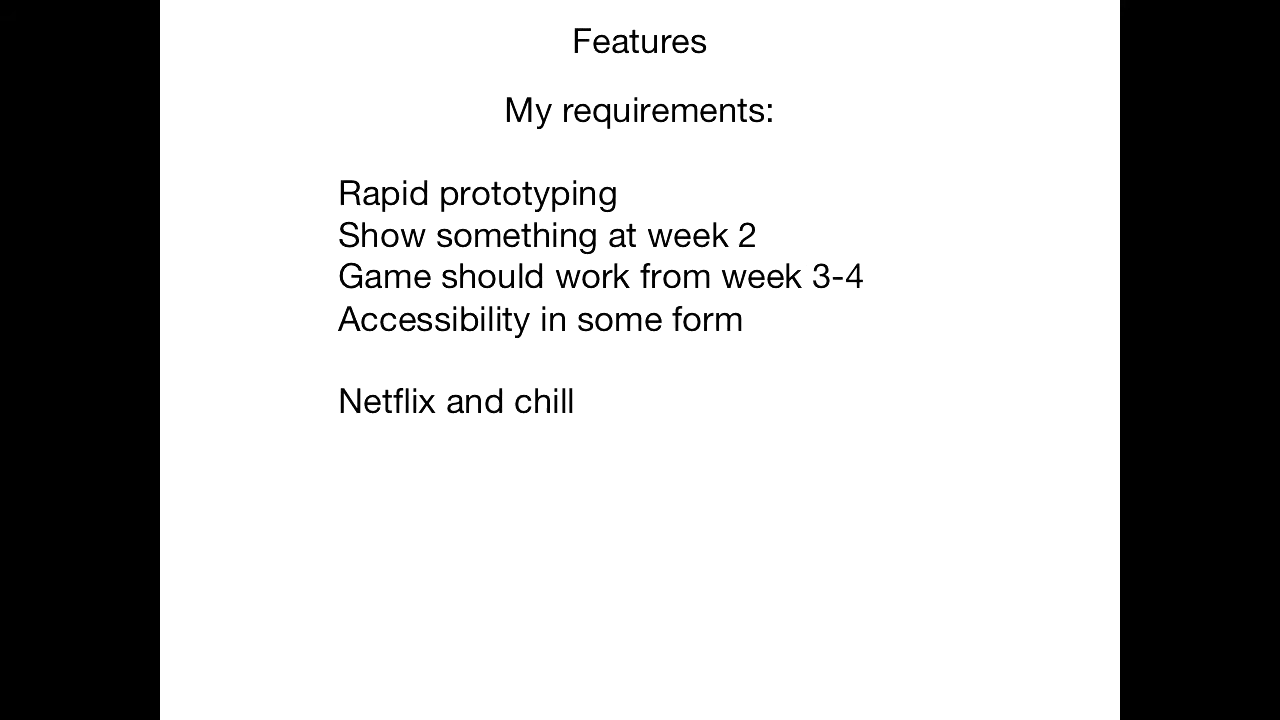 Features
My requirements:
Rapid prototyping
Show something at week 2
Game should work from week 3-4
Accessibility in some form
Netflix and chill